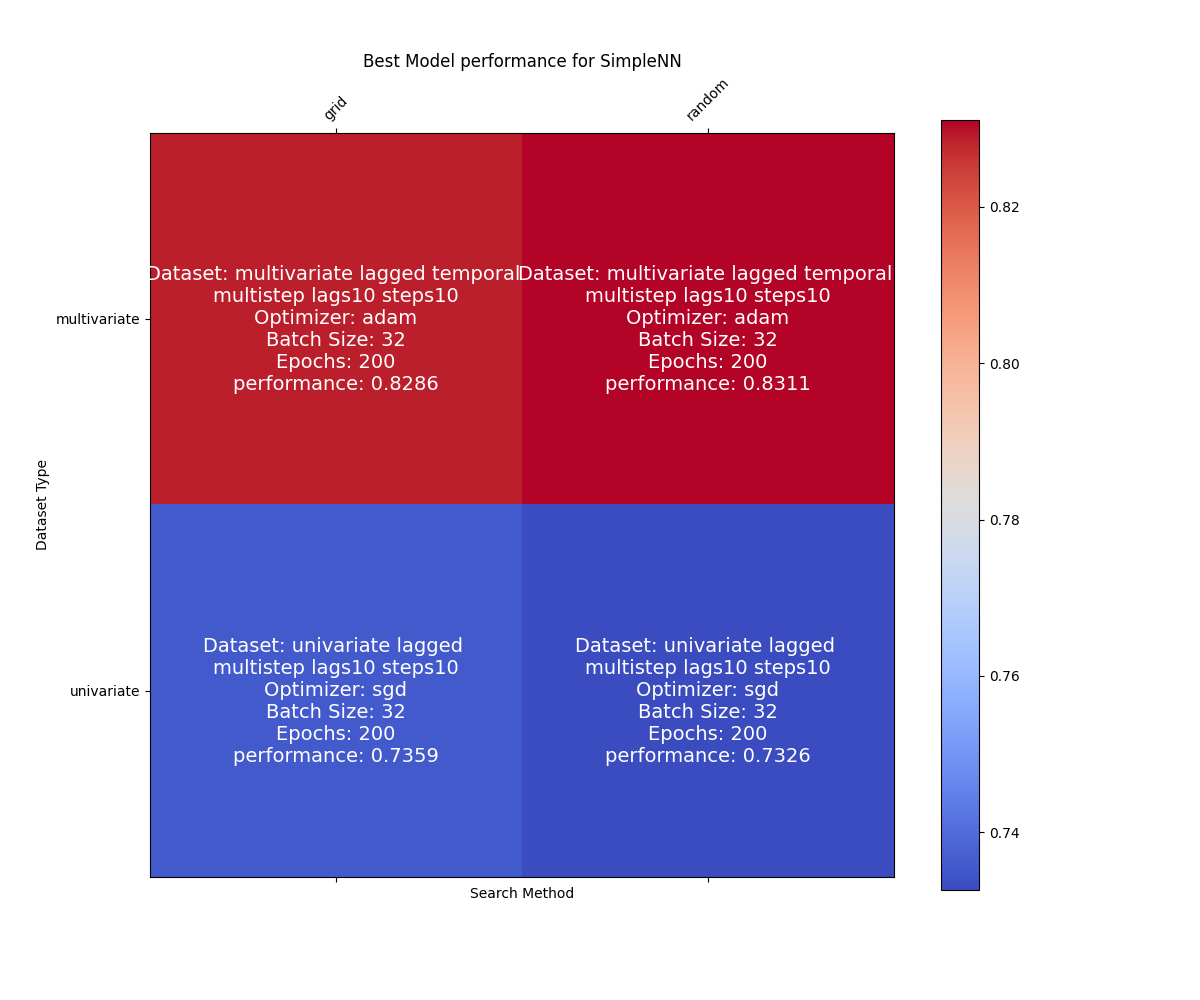 Best Model performance for SimpleNN
grid
random
multivariate
Dataset: multivariate lagged temporal
multistep lags10 steps10
Optimizer: adam
Batch Size: 32
Epochs: 200
performance: 0.8286
Dataset: multivariate lagged temporal
multistep lags10 steps10
Optimizer: adam
Batch Size: 32
Epochs: 200
performance: 0.8311
Dataset Type
univariate
Dataset: univariate lagged
multistep lags10 steps10
Optimizer: sgd
Batch Size: 32
Epochs: 200
performance: 0.7359
Dataset: univariate lagged
multistep lags10 steps10
Optimizer: sgd
Batch Size: 32
Epochs: 200
performance: 0.7326
Search Method
0.82
0.80
0.78
0.76
0.74